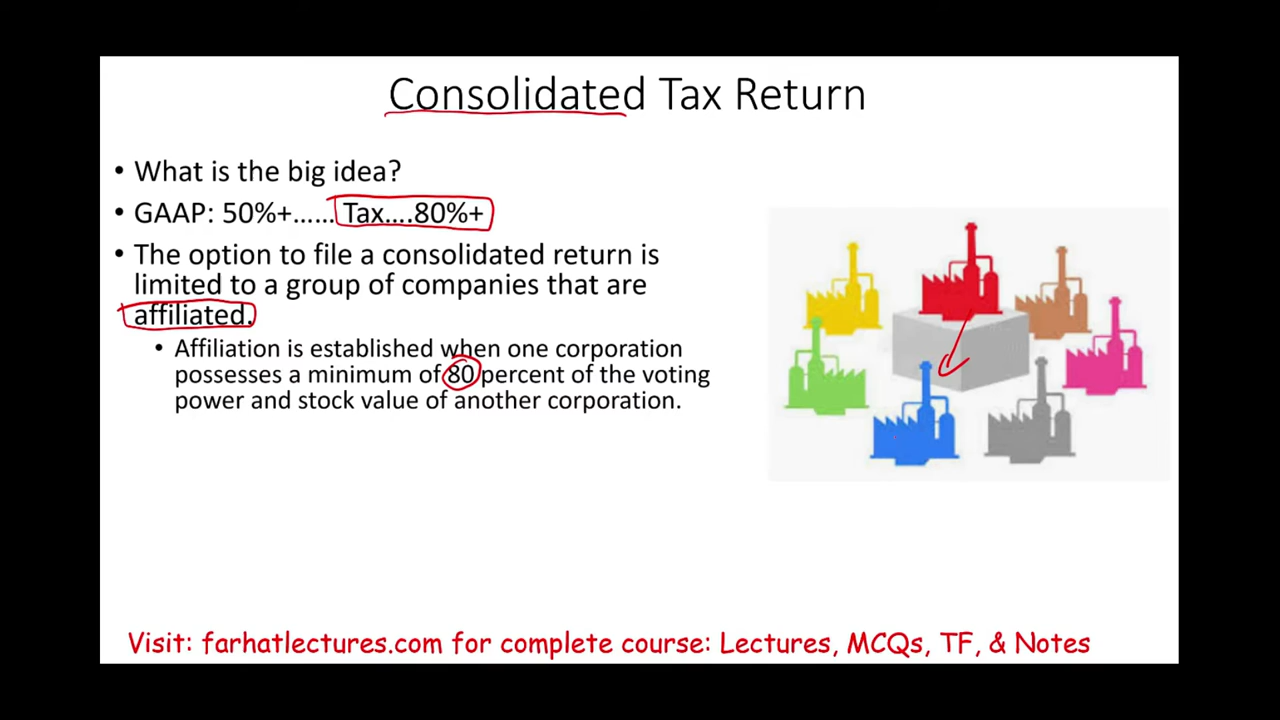 Consolidated Tax Return
• What is the big idea?
• GAAP: 50%+...... Tax....80%+
• The option to file a consolidated return is
limited to a group of companies that are
affiliated.
• Affiliation is established when one corporation
possesses a minimum of 80 percent of the voting
power and stock value of another corporation.
Visit: farhatlectures.com for complete course: Lectures, MCQs, TF, & Notes